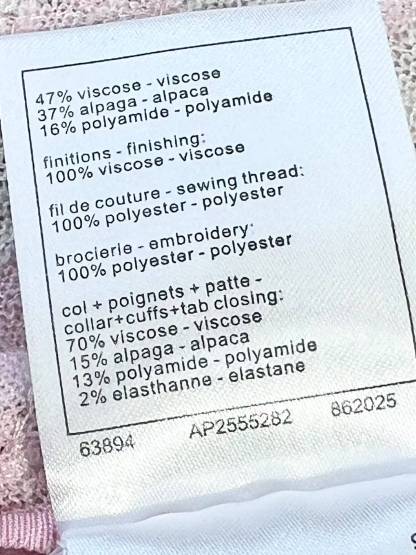 47% viscose - viscose
37% alpaga - alpaca
16% polyamide - polyamide
finitions - finishing:
100% viscose - viscose
fil de couture - sewing thread:
100% polyester - polyester
brocierie - embroidery:
100% polyester - polyester
col + poignets + patte -
collar+cuffs+tab closing:
70% viscose - viscose
15% alpaga - alpaca
13% polyamide - polyamide
2% elasthanne - elastane
63894 AP2555282 862025